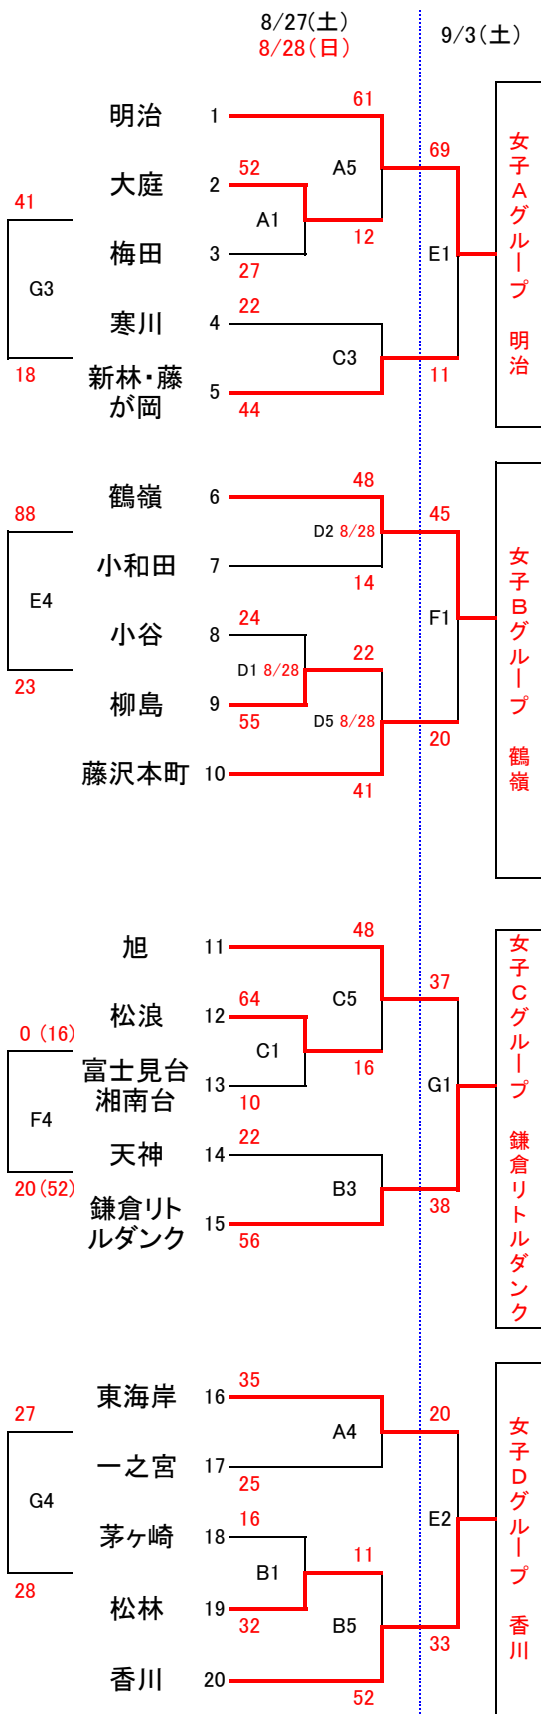 8/27(土)
8/28(日)
9/3(土)
明治 1
61
大庭 2
52
A5
69
41
A1
12
梅田 3
27
E1
G3
寒川 4
22
C3
18
新林・藤が岡 5
44
11
女子Aグループ 明治
鶴嶺 6
48
88
D2 8/28
45
小和田 7
14
E4
小谷 8
24
F1
D1 8/28
22
23
柳島 9
55
D5 8/28
20
藤沢本町 10
41
女子Bグループ 鶴嶺
旭 11
48
37
松浪 12
64
C5
0 (16)
C1
16
富士見台
湘南台 13
10
G1
F4
天神 14
22
B3
20 (52)
38
鎌倉リト
ルダンク 15
56
女子Cグループ 鎌倉リトルダンク
東海岸 16
35
27
A4
20
一之宮 17
25
G4
茅ヶ崎 18
16
E2
B1
11
28
松林 19
32
B5
33
香川 20
52
女子Dグループ 香川